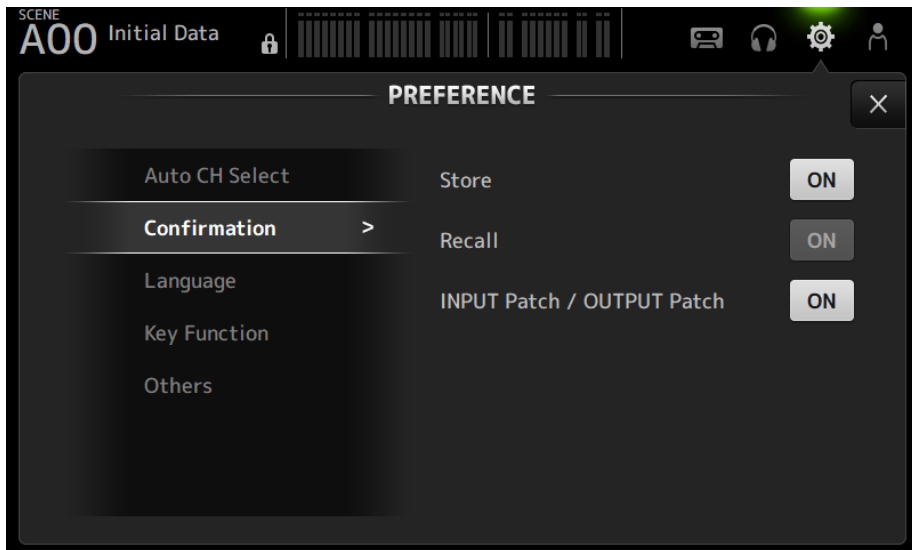 SCENE
A00 Initial Data
PREFERENCE
Auto CH Select
Store ON
Confirmation >
Recall ON
Language
INPUT Patch / OUTPUT Patch ON
Key Function
Others